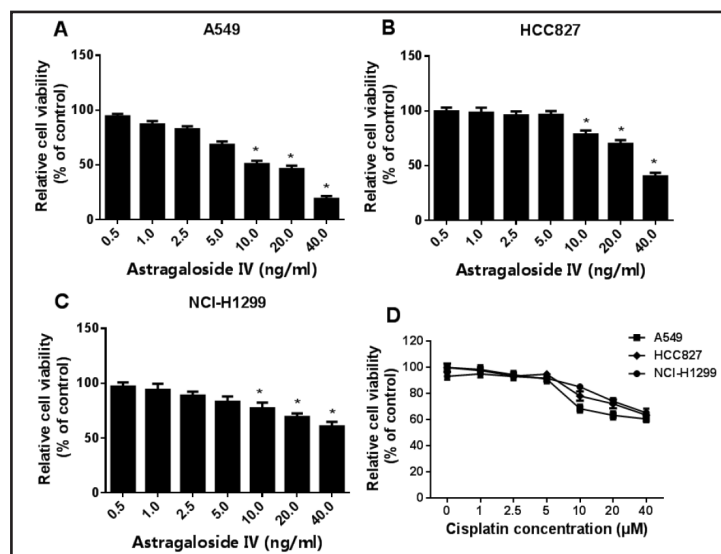 A
A549
Relative cell viability
(% of control)
150
100
50
0
0.5
1.0
2.5
5.0
10.0
20.0
40.0
*
*
*
Astragaloside IV (ng/ml)
B
HCC827
Relative cell viability
(% of control)
150
100
50
0
0.5
1.0
2.5
5.0
10.0
20.0
40.0
*
*
*
Astragaloside IV (ng/ml)
C
NCI-H1299
Relative cell viability
(% of control)
150
100
50
0
0.5
1.0
2.5
5.0
10.0
20.0
40.0
*
*
*
Astragaloside IV (ng/ml)
D
A549
HCC827
NCI-H1299
Relative cell viability
(% of control)
120
100
80
60
40
20
0
0
1
2.5
5
10
20
40
Cisplatin concentration (μM)